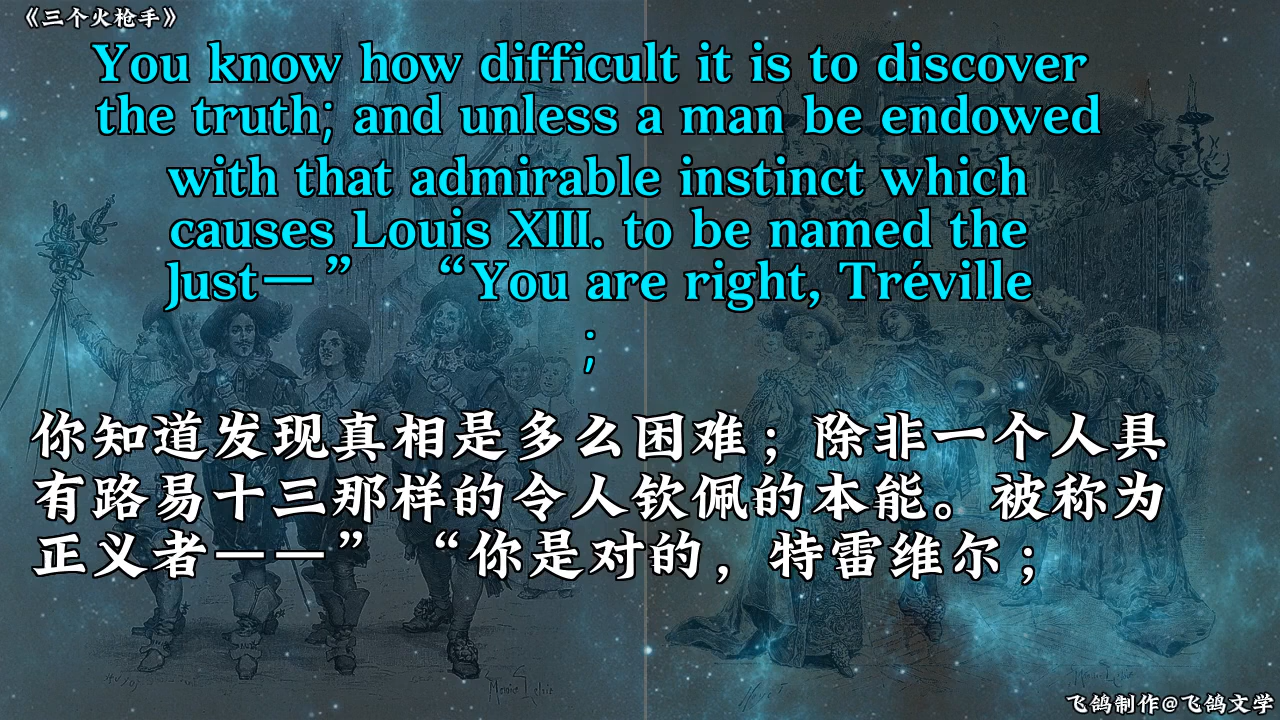 《三个火枪手》
You know how difficult it is to discover
the truth; and unless a man be endowed
with that admirable instinct which
causes Louis XIII. to be named the
Just—” “You are right, Tréville
;
你知道发现真相是多么困难；除非一个人具
有路易十三那样的令人钦佩的本能。被称为
正义者——” “你是对的，特雷维尔；
飞鸽制作@飞鸽文学